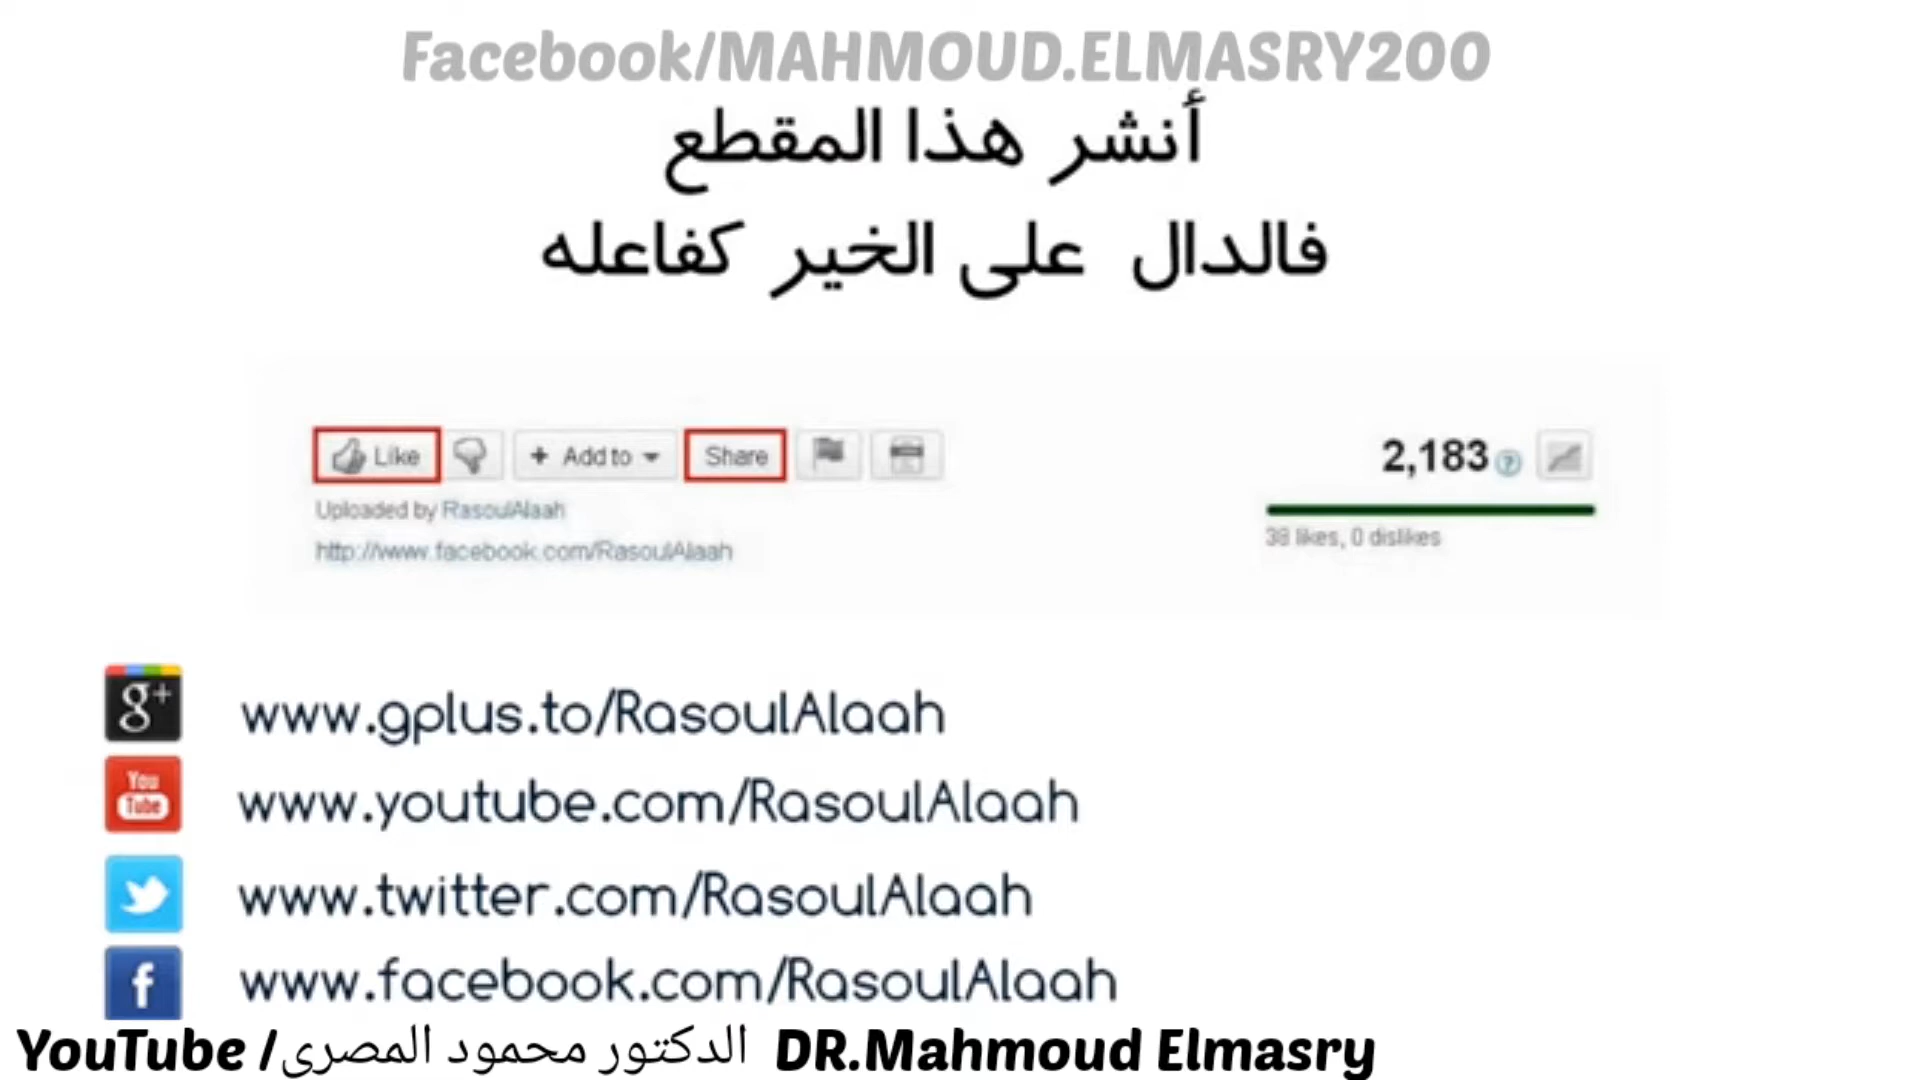 Facebook/MAHMOUD.ELMASRY200
أنشر هذا المقطع
فالدال على الخير كفاعله
Like + Add to Share 2,183 ?
Uploaded by RasoulAlaah
38 likes, 0 dislikes
http://www.facebook.com/RasoulAlaah
g+ www.gplus.to/RasoulAlaah
You Tube www.youtube.com/RasoulAlaah
www.twitter.com/RasoulAlaah
f www.facebook.com/RasoulAlaah
YouTube / الدكتور محمود المصرى DR.Mahmoud Elmasry